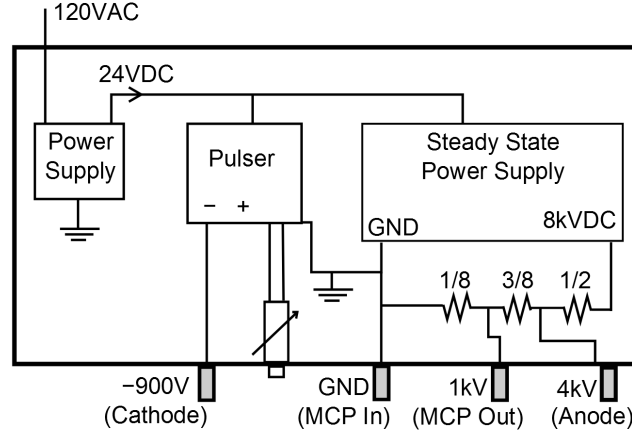 120VAC
24VDC
Power
Supply
Pulser
− +
Steady State
Power Supply
GND
8kVDC
1/8 3/8 1/2
−900V
(Cathode)
GND
(MCP In)
1kV
(MCP Out)
4kV
(Anode)